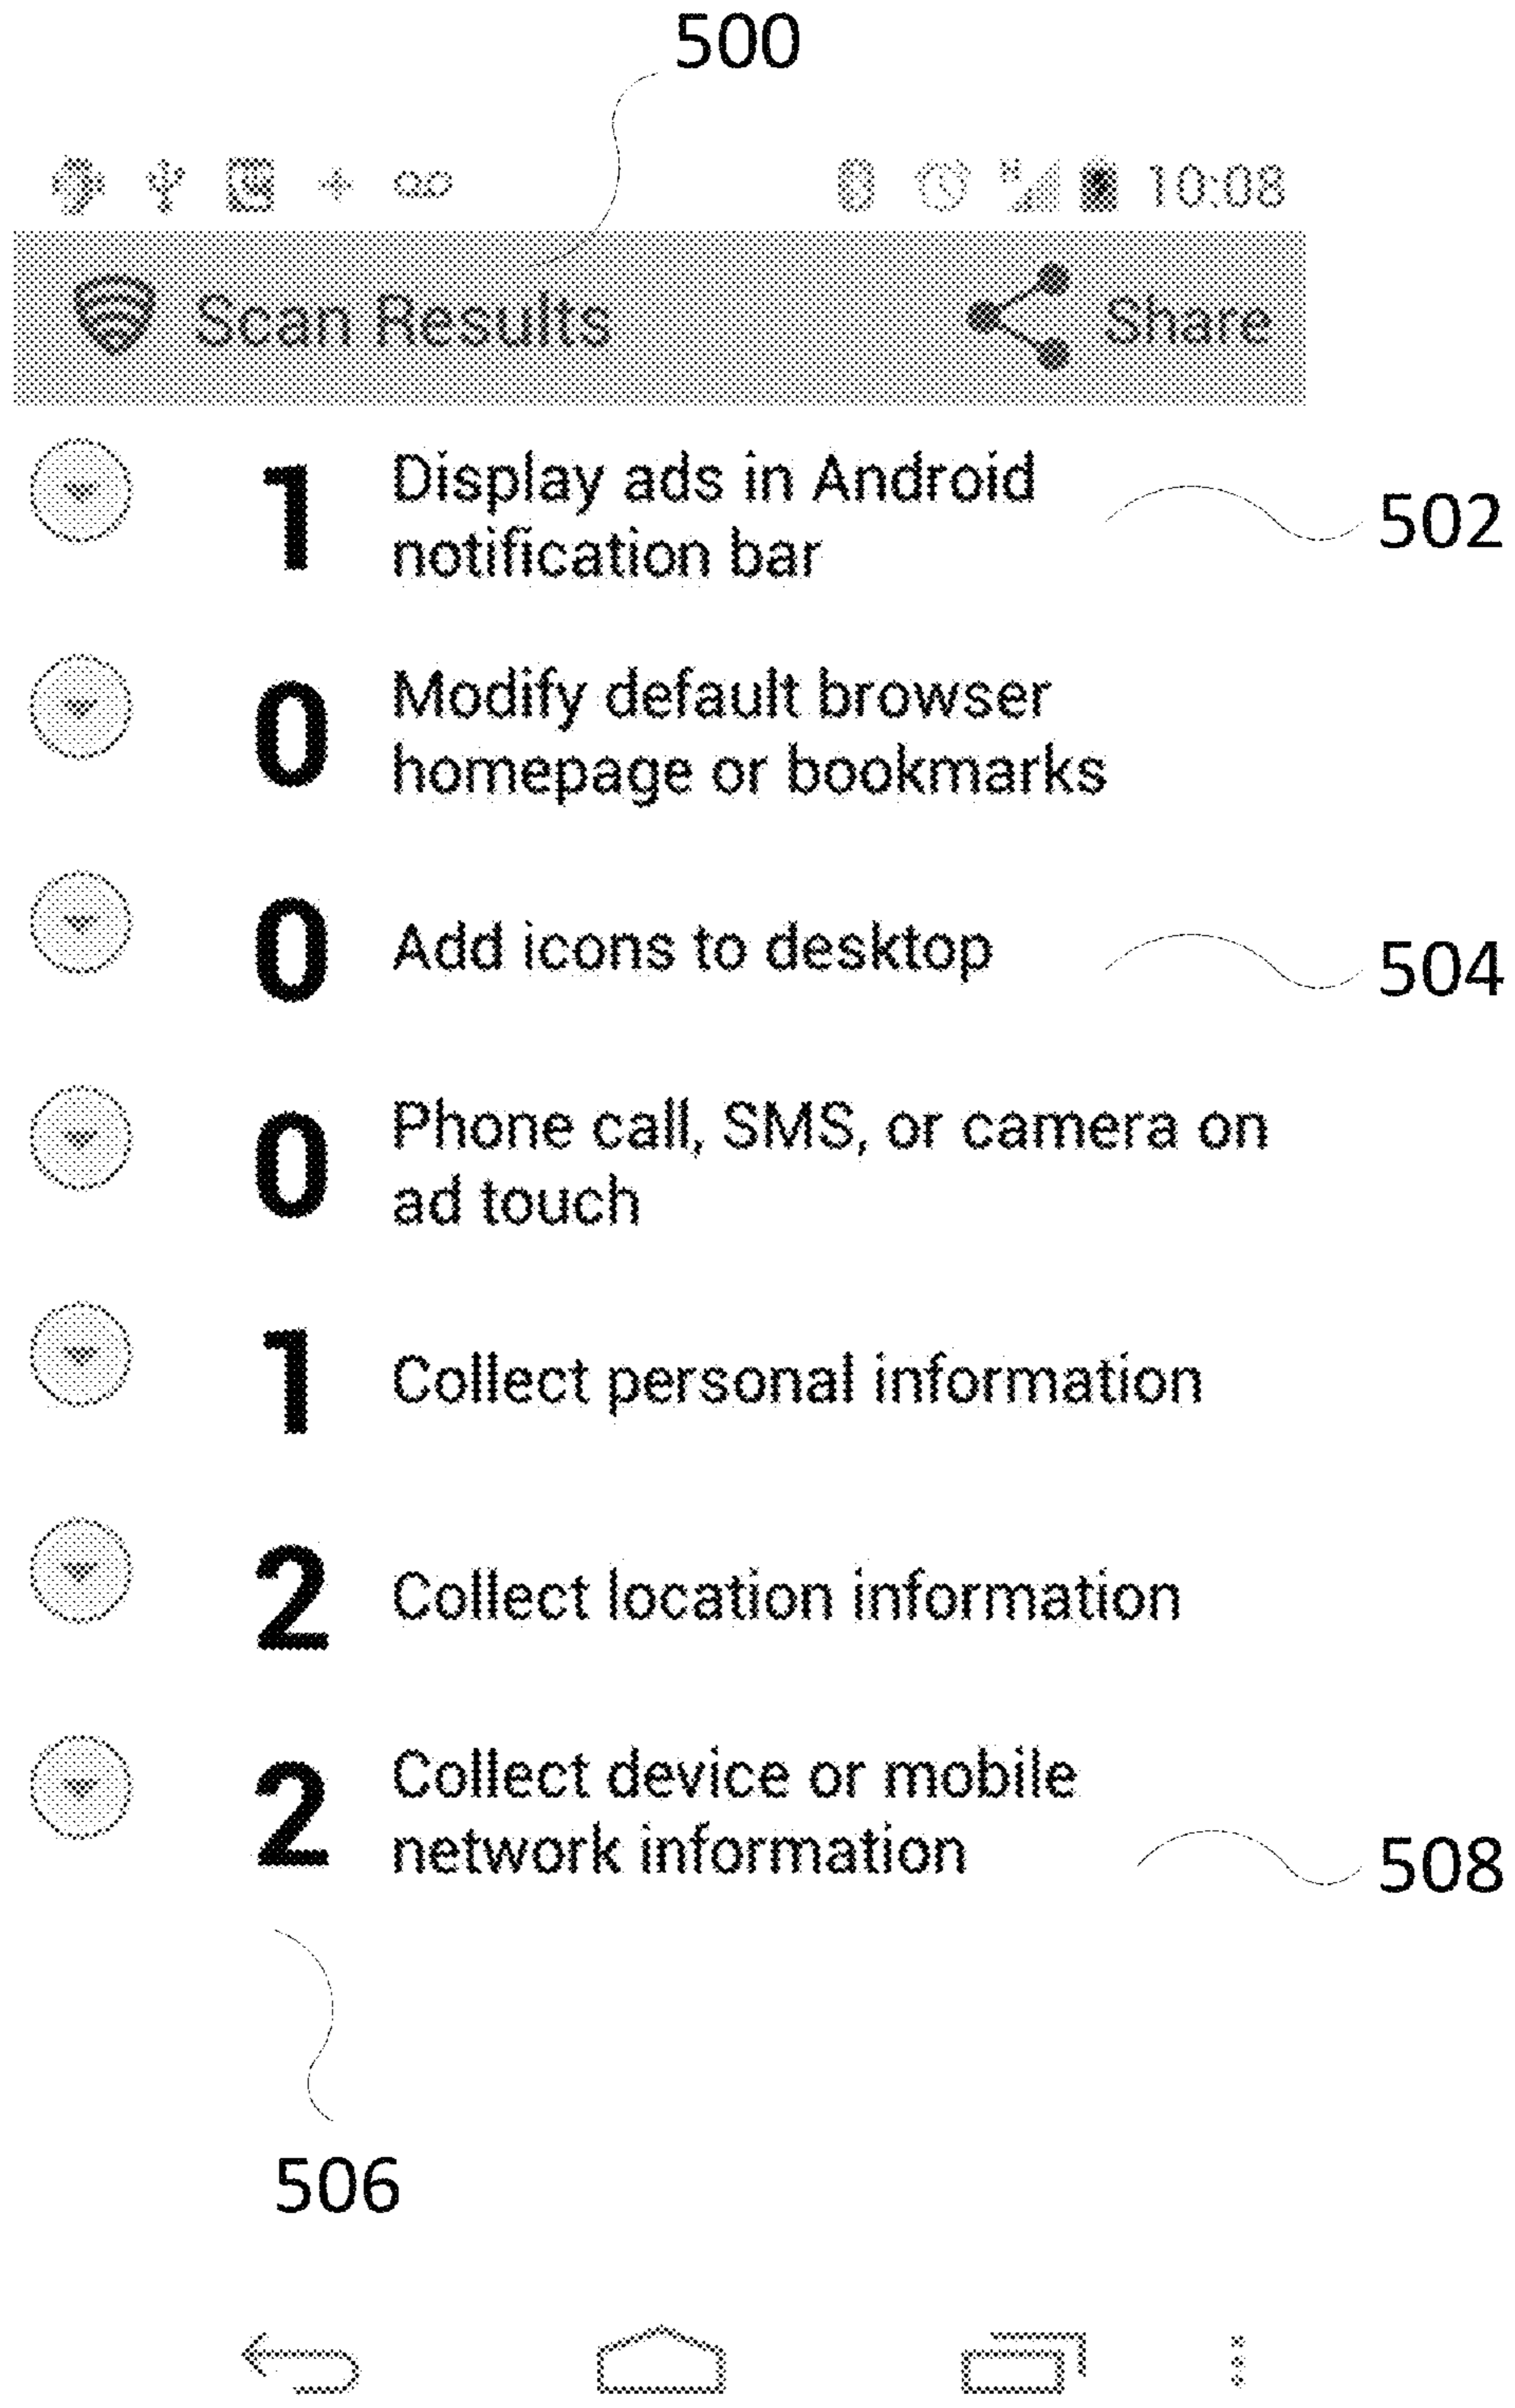 500
10:08
Scan Results
Share
1
Display ads in Android
notification bar
502
0
Modify default browser
homepage or bookmarks
0
Add icons to desktop
504
0
Phone call, SMS, or camera on
ad touch
1
Collect personal information
2
Collect location information
2
Collect device or mobile
network information
508
506